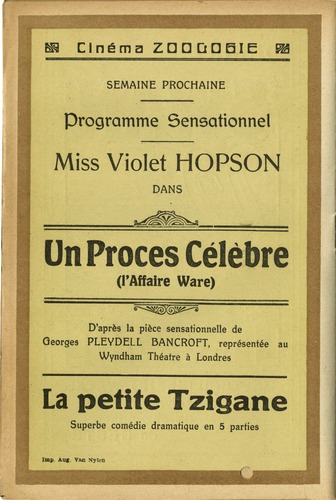 Cinéma ZOOLOGIE
SEMAINE PROCHAINE
Programme Sensationnel
Miss Violet HOPSON
DANS
Un Proces Célèbre
(l'Affaire Ware)
D'après la pièce sensationnelle de
Georges PLEYDELL BANCROFT, représentée au
Wyndham Théatre à Londres
La petite Tzigane
Superbe comédie dramatique en 5 parties
Imp. Aug. Van Nylen